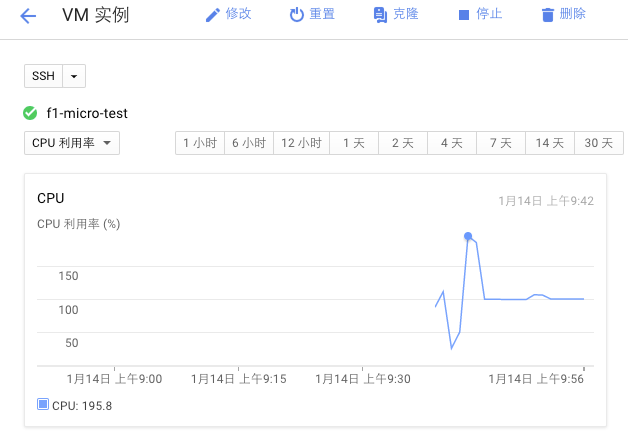 VM 实例 修改 重置 克隆 停止 删除
SSH
f1-micro-test
CPU 利用率 1 小时 6 小时 12 小时 1 天 2 天 4 天 7 天 14 天 30 天
CPU 1月14日 上午9:42
CPU 利用率 (%)
150
100
50
1月14日 上午9:00 1月14日 上午9:15 1月14日 上午9:30 1月14日 上午9:56
CPU: 195.8